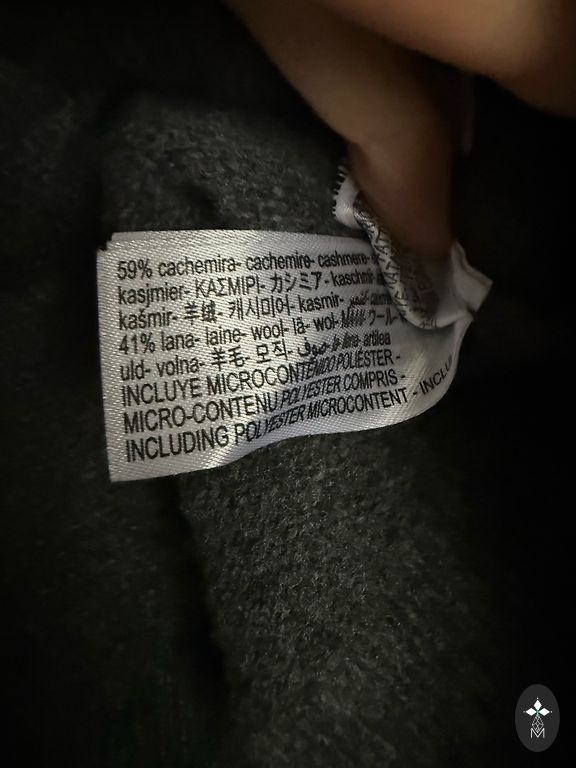 59% cachemira- cachemire- cashmere-
kasjmier- ΚΑΣΜΙΡΙ- カシミア- kaschmir-
kašmir- 羊绒- 캐시미어- kasmir-
41% lana- laine- wool- lã- wol- ウール-
uld- volna- 羊毛- 모직- صوف
INCLUYE MICROCONTENIDO POLIÉSTER -
MICRO-CONTENU POLYESTER COMPRIS -
INCLUDING POLYESTER MICROCONTENT - INCLU
M